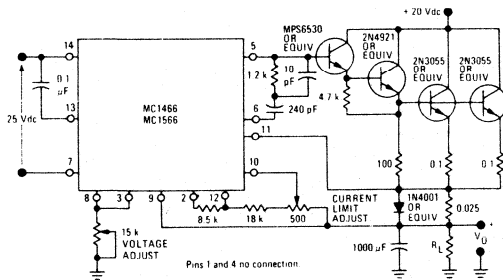 + 20 Vdc
MPS6530
OR
EQUIV
2N4921
OR
EQUIV
2N3055
OR
EQUIV
2N3055
OR
EQUIV
14
5
0.1
µF
1.2 k
10
pF
4.7 k
MC1466
MC1566
25 Vdc
13
6
240 pF
11
7
10
100
0.1
0.1
8
3
9
2
12
CURRENT
LIMIT
ADJUST
1N4001
OR
EQUIV
0.025
8.5 k
18 k
500
15 k
VOLTAGE
ADJUST
1000 µF
RL
+
VO
Pins 1 and 4 no connection.